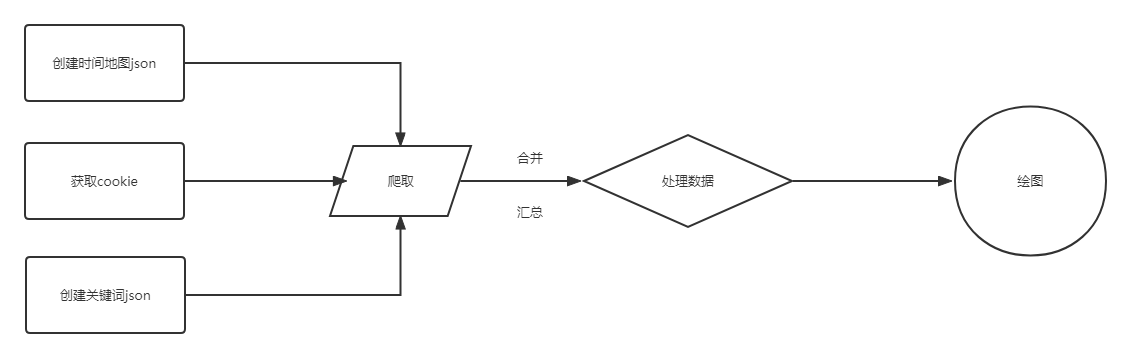 创建时间地图json
获取cookie
创建关键词json
爬取
合并
汇总
处理数据
绘图